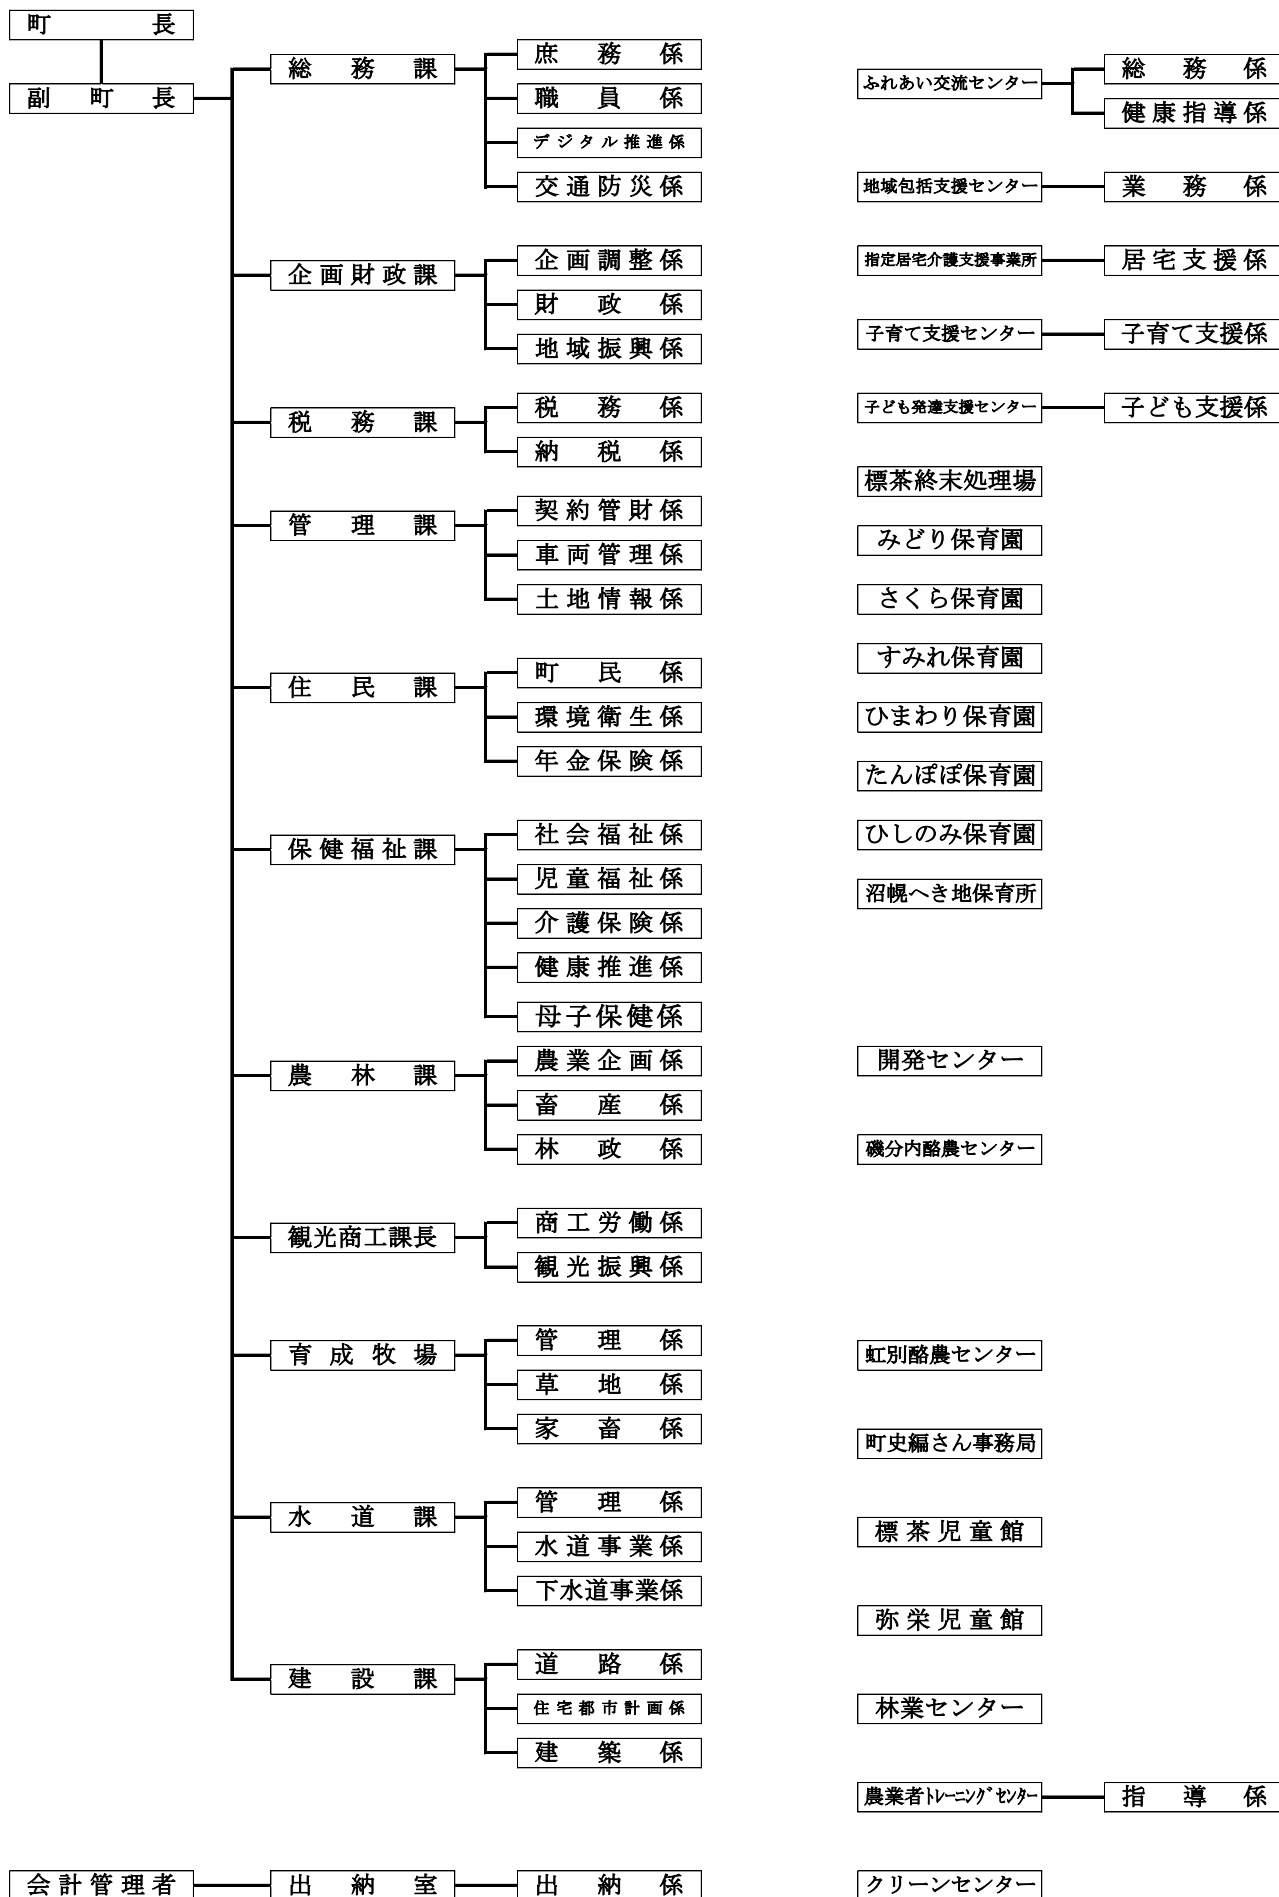 町長
副町長
総務課
庶務係
職員係
デジタル推進係
交通防災係
企画財政課
企画調整係
財政係
地域振興係
税務課
税務係
納税係
管理課
契約管財係
車両管理係
土地情報係
住民課
町民係
環境衛生係
年金保険係
保健福祉課
社会福祉係
児童福祉係
介護保険係
健康推進係
母子保健係
農林課
農業企画係
畜産係
林政係
観光商工課長
商工労働係
観光振興係
育成牧場
管理係
草地係
家畜係
水道課
管理係
水道事業係
下水道事業係
建設課
道路係
住宅都市計画係
建築係
会計管理者
出納室
出納係
ふれあい交流センター
総務係
健康指導係
地域包括支援センター
業務係
指定居宅介護支援事業所
居宅支援係
子育て支援センター
子育て支援係
子ども発達支援センター
子ども支援係
標茶終末処理場
みどり保育園
さくら保育園
すみれ保育園
ひまわり保育園
たんぽぽ保育園
ひしのみ保育園
沼幌へき地保育所
開発センター
磯分内酪農センター
虹別酪農センター
町史編さん事務局
標茶児童館
弥栄児童館
林業センター
農業者ﾄﾚｰﾆﾝｸﾞｾﾝﾀｰ
指導係
クリーンセンター